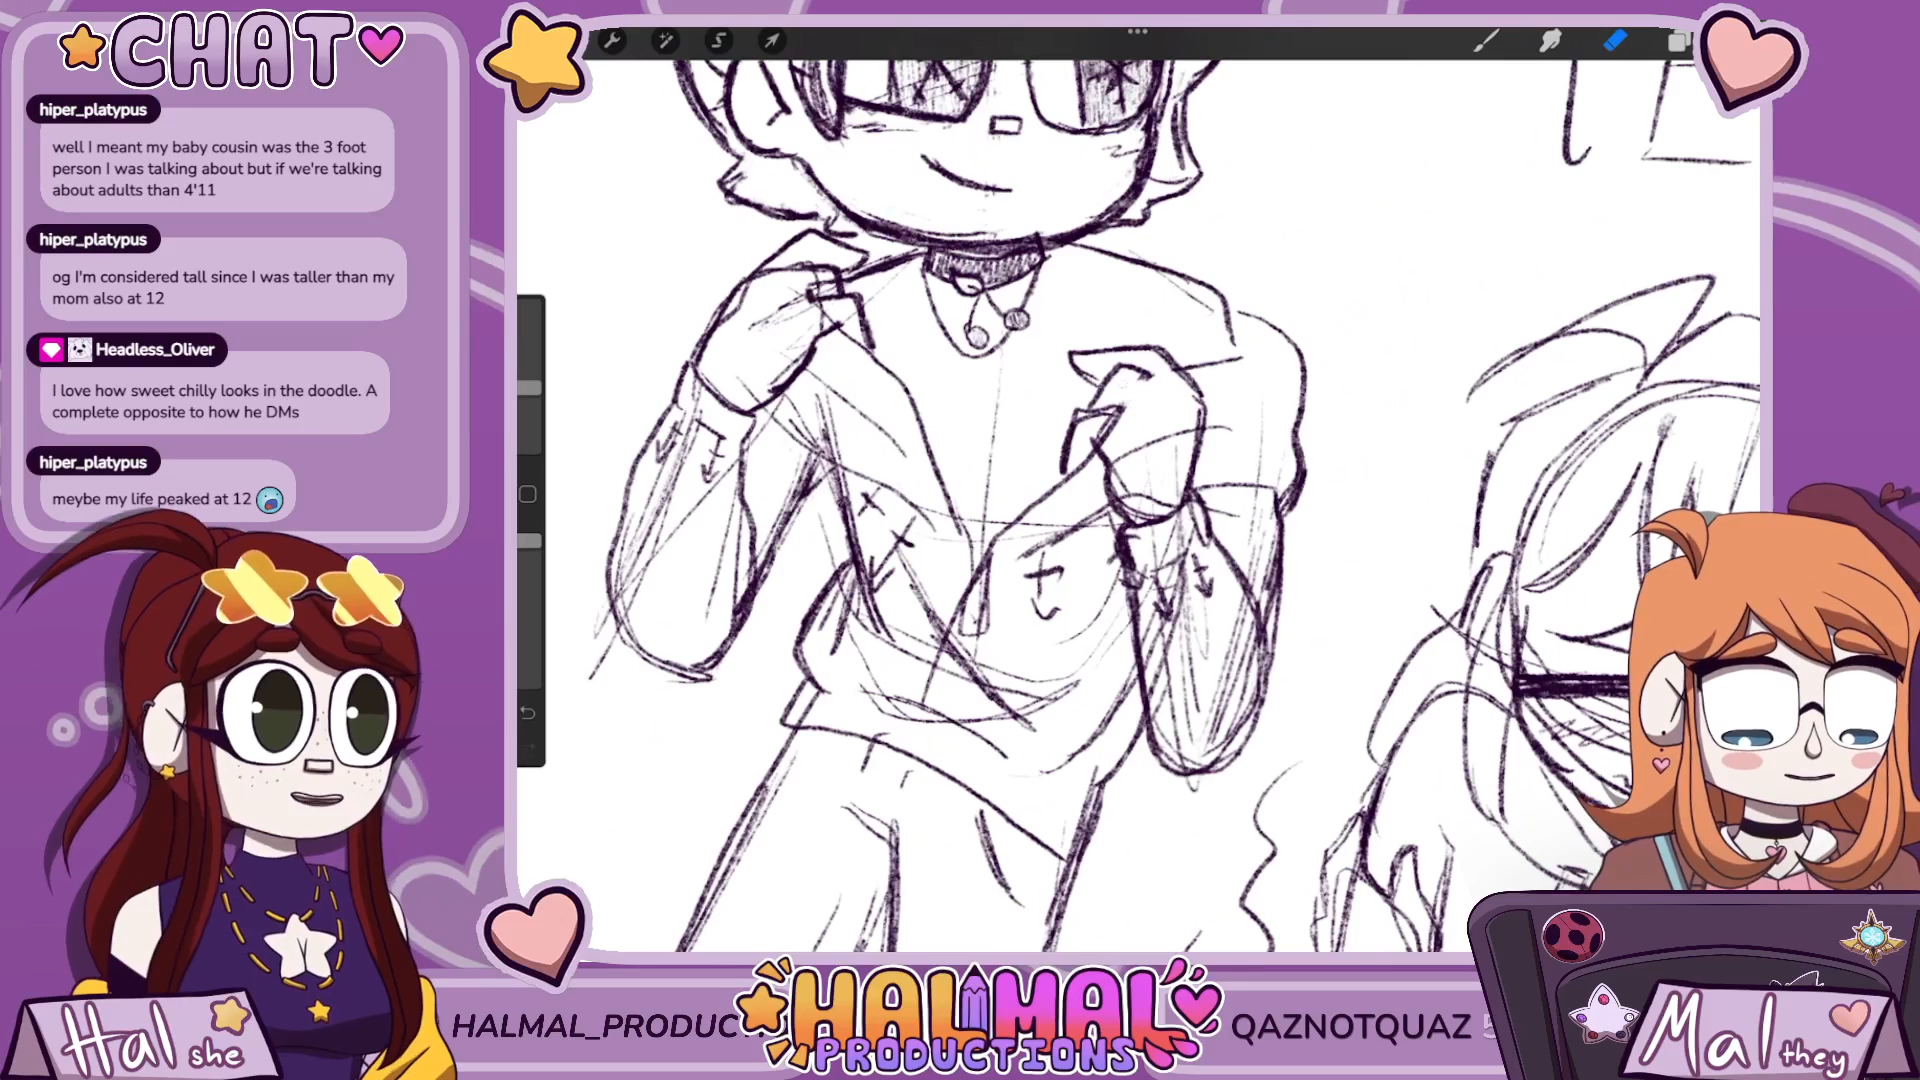 CHAT
hiper_platypus
well I meant my baby cousin was the 3 foot
person I was talking about but if we're talking
about adults than 4'11
hiper_platypus
og I'm considered tall since I was taller than my
mom also at 12
Headless_Oliver
I love how sweet chilly looks in the doodle. A
complete opposite to how he DMs
hiper_platypus
meybe my life peaked at 12
Hal she
HALMAL_PRODUC
HALMAL
PRODUCTIONS
QAZNOTQUAZ
Mal they